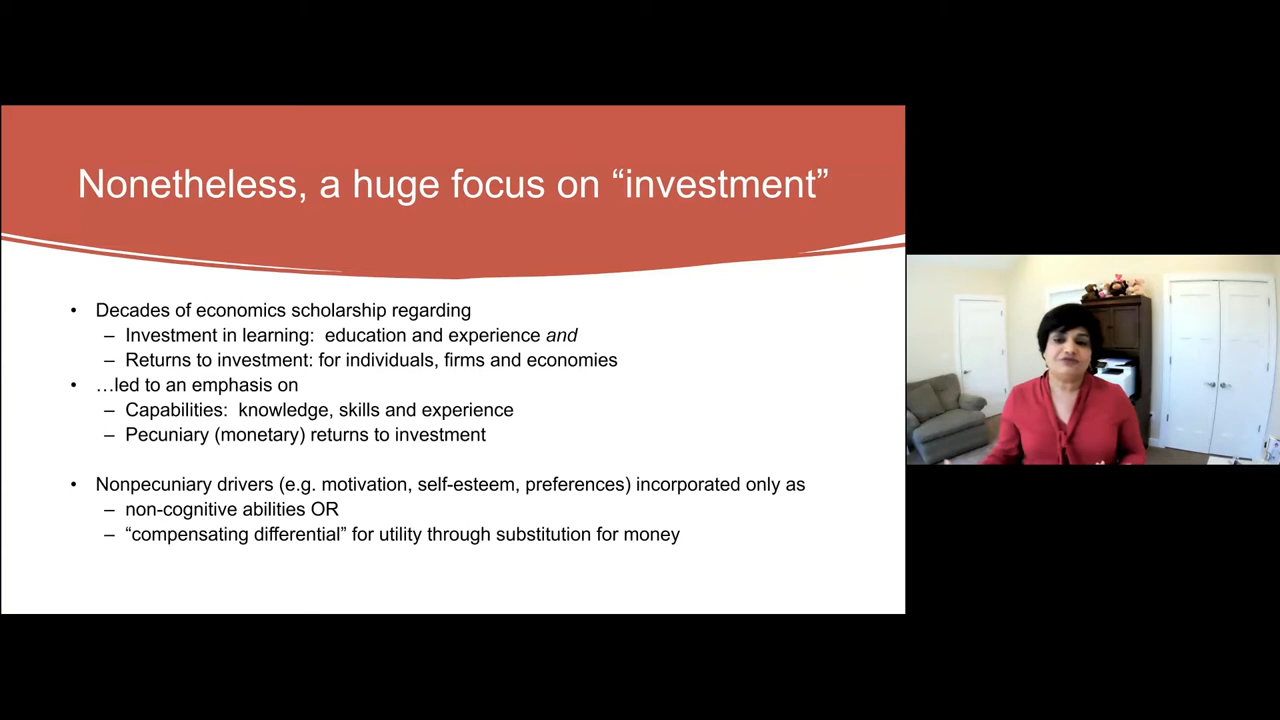 Nonetheless, a huge focus on “investment”
• Decades of economics scholarship regarding
– Investment in learning: education and experience and
– Returns to investment: for individuals, firms and economies
• …led to an emphasis on
– Capabilities: knowledge, skills and experience
– Pecuniary (monetary) returns to investment
• Nonpecuniary drivers (e.g. motivation, self-esteem, preferences) incorporated only as
– non-cognitive abilities OR
– “compensating differential” for utility through substitution for money